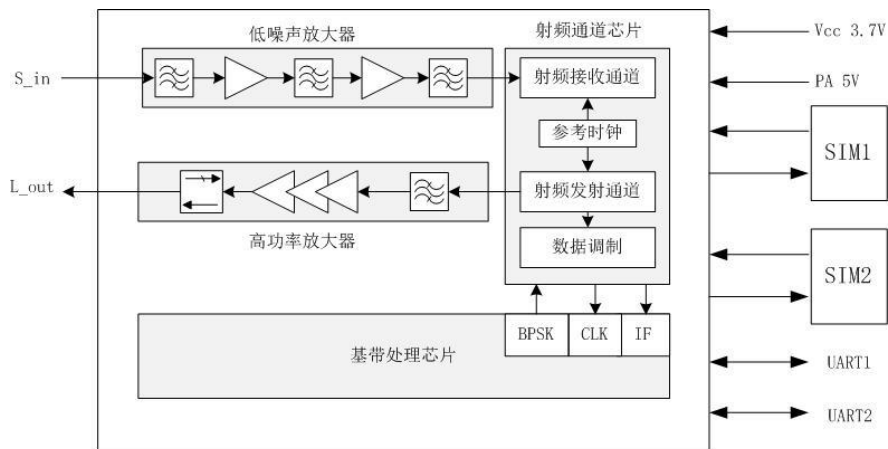 低噪声放大器
射频通道芯片
Vcc 3.7V
S_in
射频接收通道
PA 5V
参考时钟
SIM1
L_out
射频发射通道
高功率放大器
数据调制
SIM2
BPSK
CLK
IF
基带处理芯片
UART1
UART2